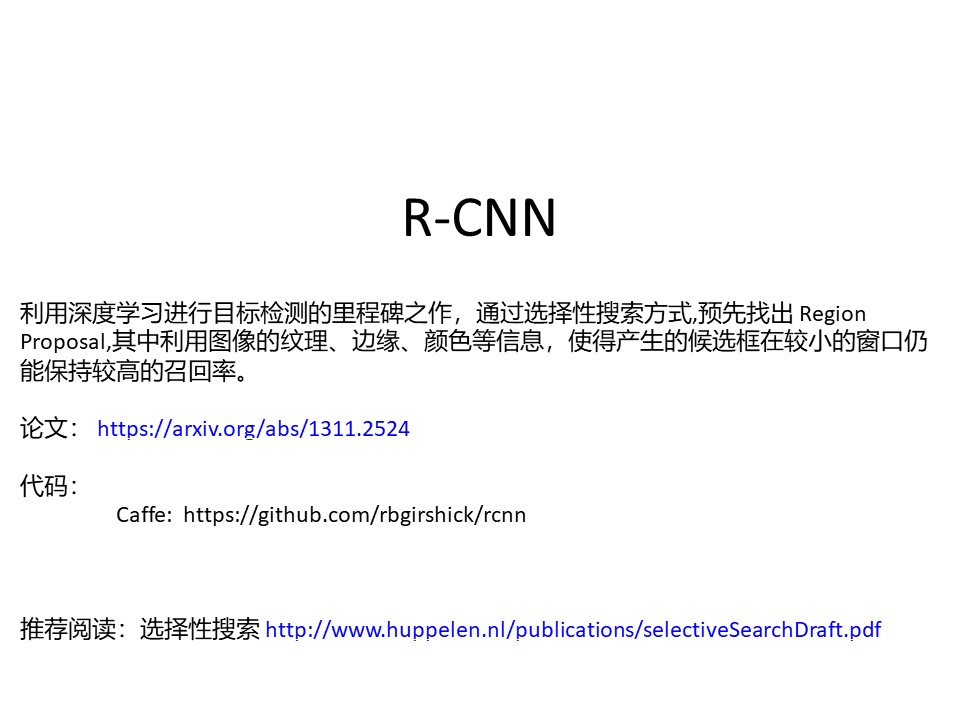 R-CNN
利用深度学习进行目标检测的里程碑之作，通过选择性搜索方式,预先找出 Region
Proposal,其中利用图像的纹理、边缘、颜色等信息，使得产生的候选框在较小的窗口仍
能保持较高的召回率。
论文： https://arxiv.org/abs/1311.2524
代码：
Caffe: https://github.com/rbgirshick/rcnn
推荐阅读：选择性搜索 http://www.huppelen.nl/publications/selectiveSearchDraft.pdf